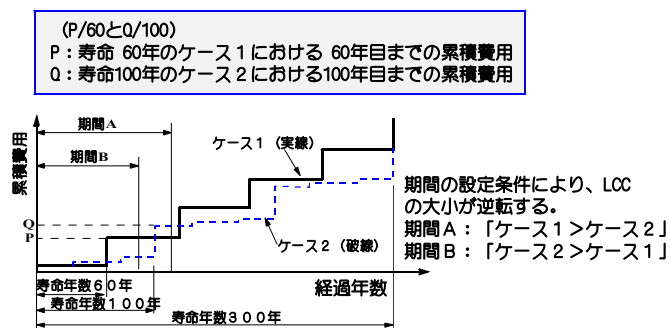 （P/60とQ/100）
P：寿命 60年のケース１における 60年目までの累積費用
Q：寿命100年のケース２における100年目までの累積費用
期間A
期間B
ケース１（実線）
累積費用
Q
P
ケース２（破線）
期間の設定条件により、LCC
の大小が逆転する。
期間A：「ケース１＞ケース２」
期間B：「ケース２＞ケース１」
経過年数
寿命年数６０年
寿命年数１００年
寿命年数３００年